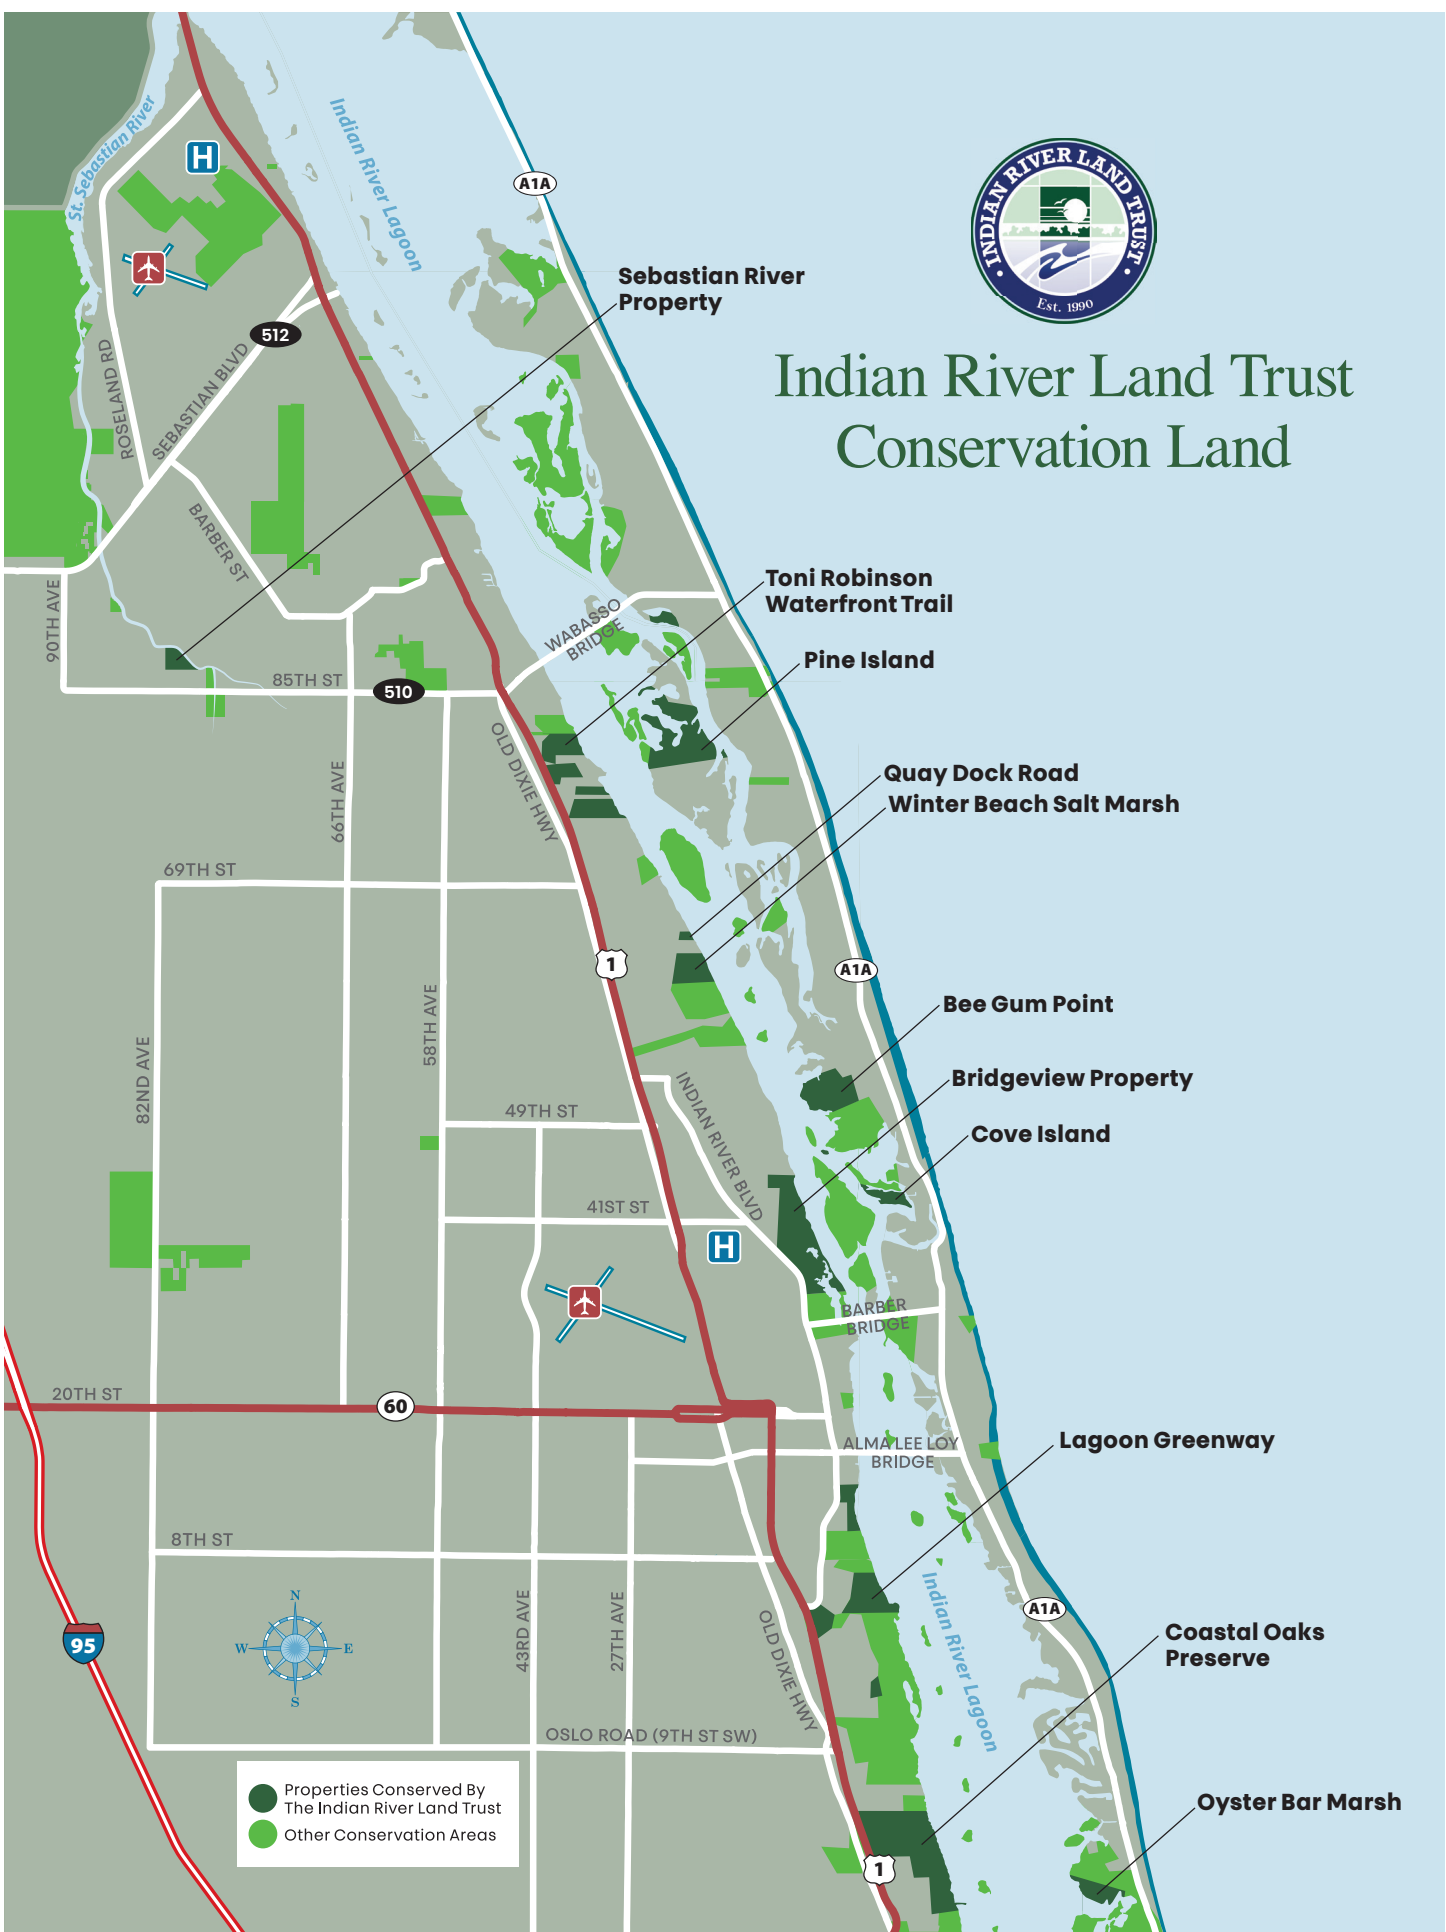 St. Sebastian River
H
Indian River Lagoon
A1A
INDIAN RIVER LAND TRUST
Est. 1990
Indian River Land Trust
Conservation Land
Sebastian River
Property
512
ROSELAND RD
SEBASTIAN BLVD
BARBER ST
90TH AVE
WABASSO
BRIDGE
Toni Robinson
Waterfront Trail
Pine Island
85TH ST
510
OLD DIXIE HWY
66TH AVE
Quay Dock Road
Winter Beach Salt Marsh
69TH ST
1
A1A
58TH AVE
82ND AVE
Bee Gum Point
Bridgeview Property
Cove Island
49TH ST
INDIAN RIVER BLVD
41ST ST
H
BARBER
BRIDGE
20TH ST
60
ALMA LEE LOY
BRIDGE
Lagoon Greenway
8TH ST
43RD AVE
27TH AVE
OLD DIXIE HWY
Indian River Lagoon
A1A
95
N
W
E
S
Coastal Oaks
Preserve
OSLO ROAD (9TH ST SW)
Properties Conserved By
The Indian River Land Trust
Other Conservation Areas
Oyster Bar Marsh
1